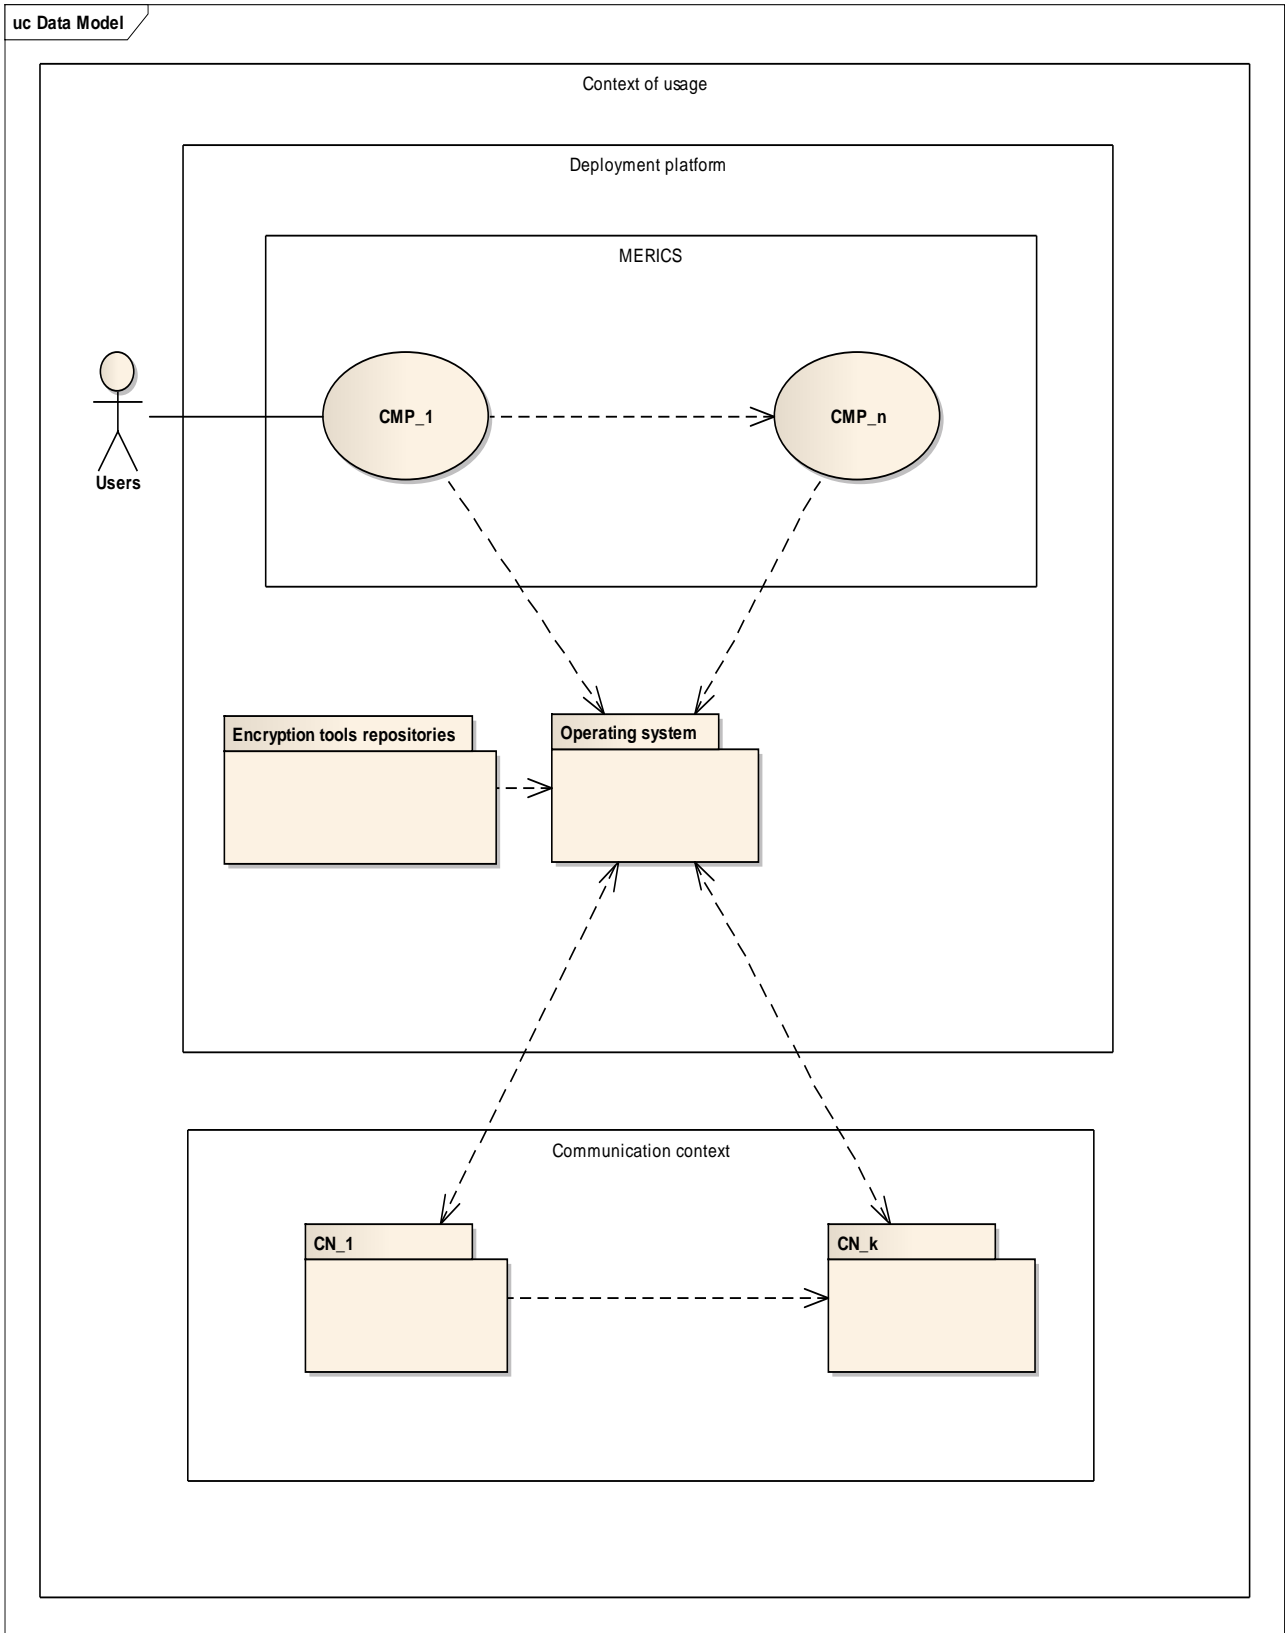 uc Data Model
Context of usage
Deployment platform
MERICS
CMP_1
CMP_n
Users
Encryption tools repositories
Operating system
Communication context
CN_1
CN_k